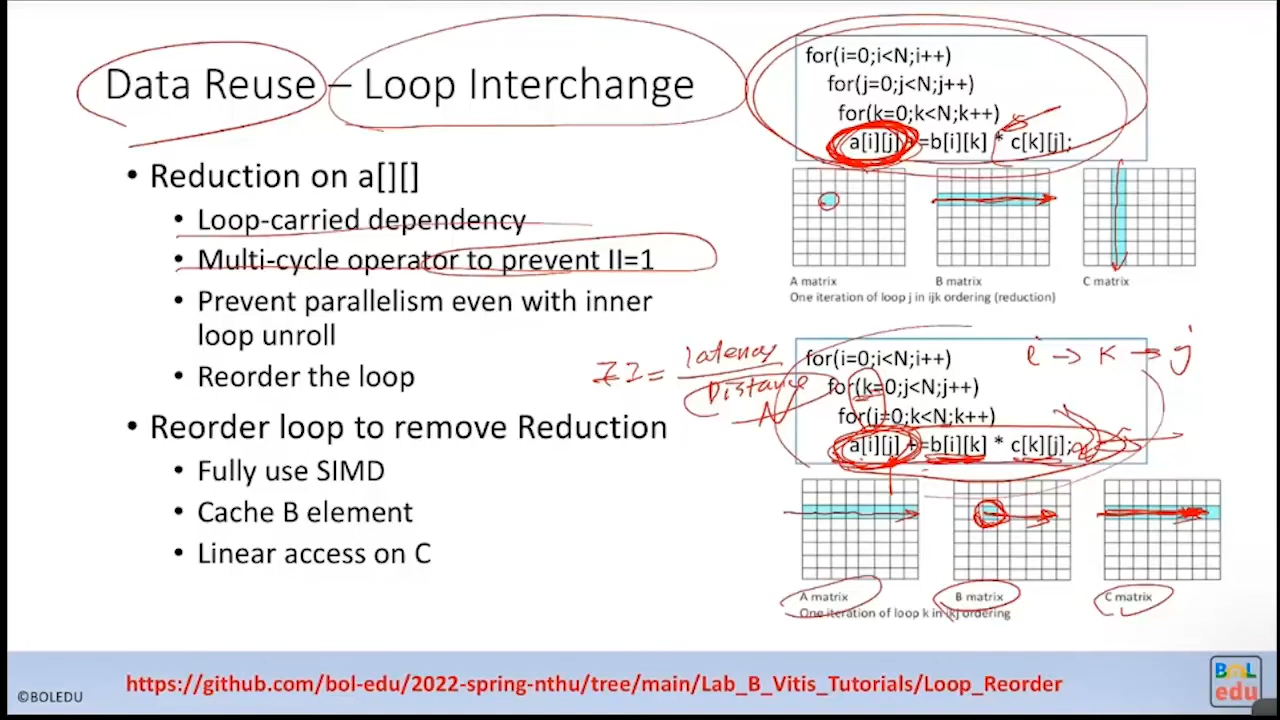 Data Reuse – Loop Interchange
• Reduction on a[][]
• Loop-carried dependency
• Multi-cycle operator to prevent II=1
• Prevent parallelism even with inner
loop unroll
• Reorder the loop
• Reorder loop to remove Reduction
• Fully use SIMD
• Cache B element
• Linear access on C
for(i=0;i<N;i++)
for(j=0;j<N;j++)
for(k=0;k<N;k++)
a[i][j] +=b[i][k] * c[k][j];
A matrix B matrix C matrix
One iteration of loop j in ijk ordering (reduction)
II = latency / Distance
N
i → k → j
for(i=0;i<N;i++)
for(k=0;j<N;j++)
for(j=0;k<N;k++)
a[i][j] +=b[i][k] * c[k][j];
A matrix B matrix C matrix
One iteration of loop k in ikj ordering
©BOLEDU
https://github.com/bol-edu/2022-spring-nthu/tree/main/Lab_B_Vitis_Tutorials/Loop_Reorder
BOL
edu